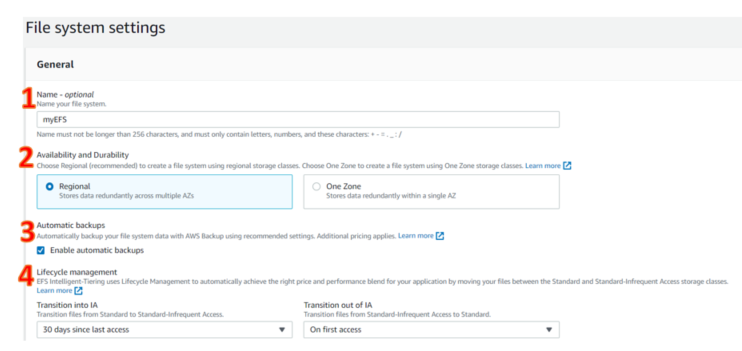 File system settings
General
1
Name - optional
Name your file system.
myEFS
Name must not be longer than 256 characters, and must only contain letters, numbers, and these characters: + - = . _ : /
2
Availability and Durability
Choose Regional (recommended) to create a file system using regional storage classes. Choose One Zone to create a file system using One Zone storage classes. Learn more
Regional
Stores data redundantly across multiple AZs
One Zone
Stores data redundantly within a single AZ
3
Automatic backups
Automatically backup your file system data with AWS Backup using recommended settings. Additional pricing applies. Learn more
Enable automatic backups
4
Lifecycle management
EFS Intelligent-Tiering uses Lifecycle Management to automatically achieve the right price and performance blend for your application by moving your files between the Standard and Standard-Infrequent Access storage classes.
Learn more
Transition into IA
Transition files from Standard to Standard-Infrequent Access.
30 days since last access
Transition out of IA
Transition files from Standard-Infrequent Access to Standard.
On first access